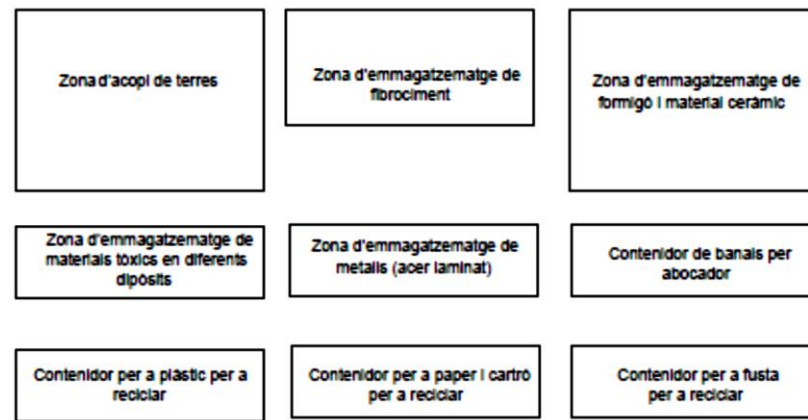 Zona d'acopi de terres
Zona d'emmagatzematge de
fibrociment
Zona d'emmagatzematge de
formigó i material ceràmic
Zona d'emmagatzematge de
materials tòxics en diferents
dipòsits
Zona d'emmagatzematge de
metalls (acer laminat)
Contenidor de banals per
abocador
Contenidor per a plàstic per a
reciclar
Contenidor per a paper i cartró
per a reciclar
Contenidor per a fusta
per a reciclar